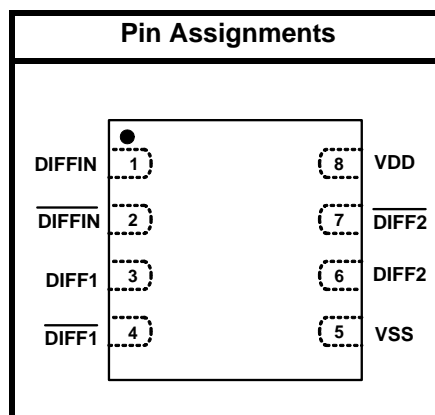 Pin Assignments
DIFFIN 1 8 VDD
DIFFIN 2 7 DIFF2
DIFF1 3 6 DIFF2
DIFF1 4 5 VSS